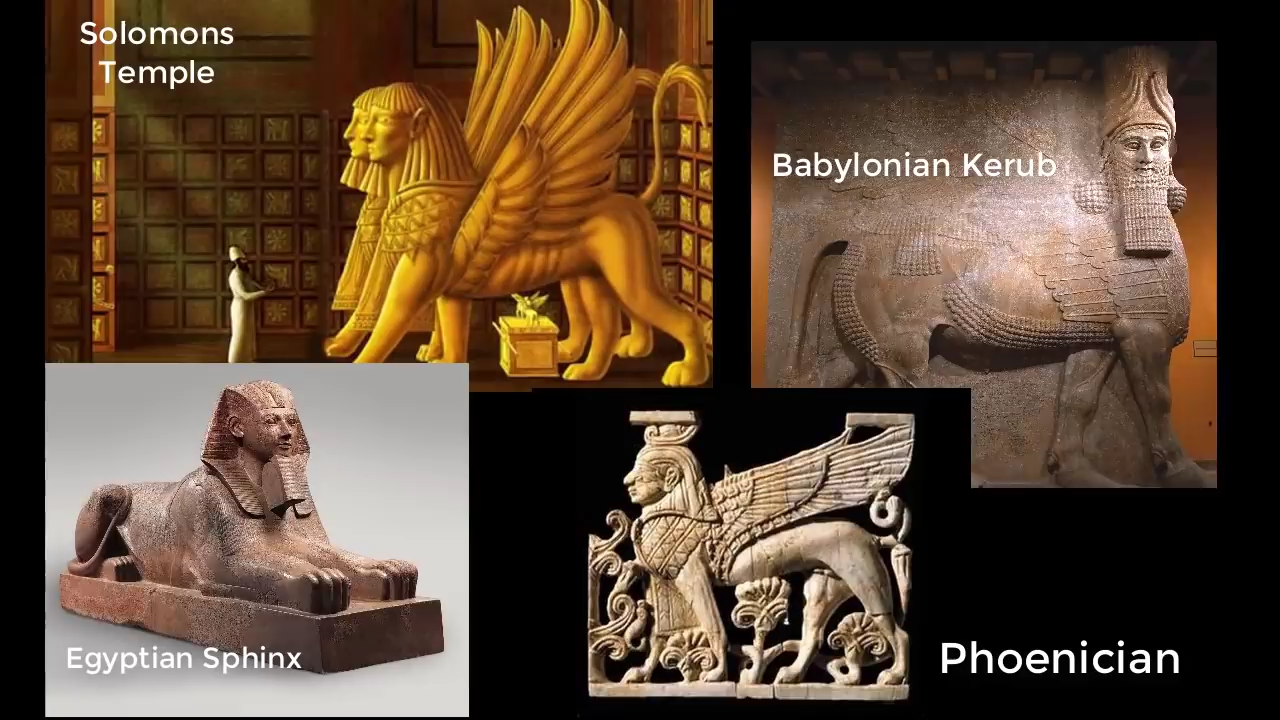 Solomons
Temple
Babylonian Kerub
Egyptian Sphinx
Phoenician